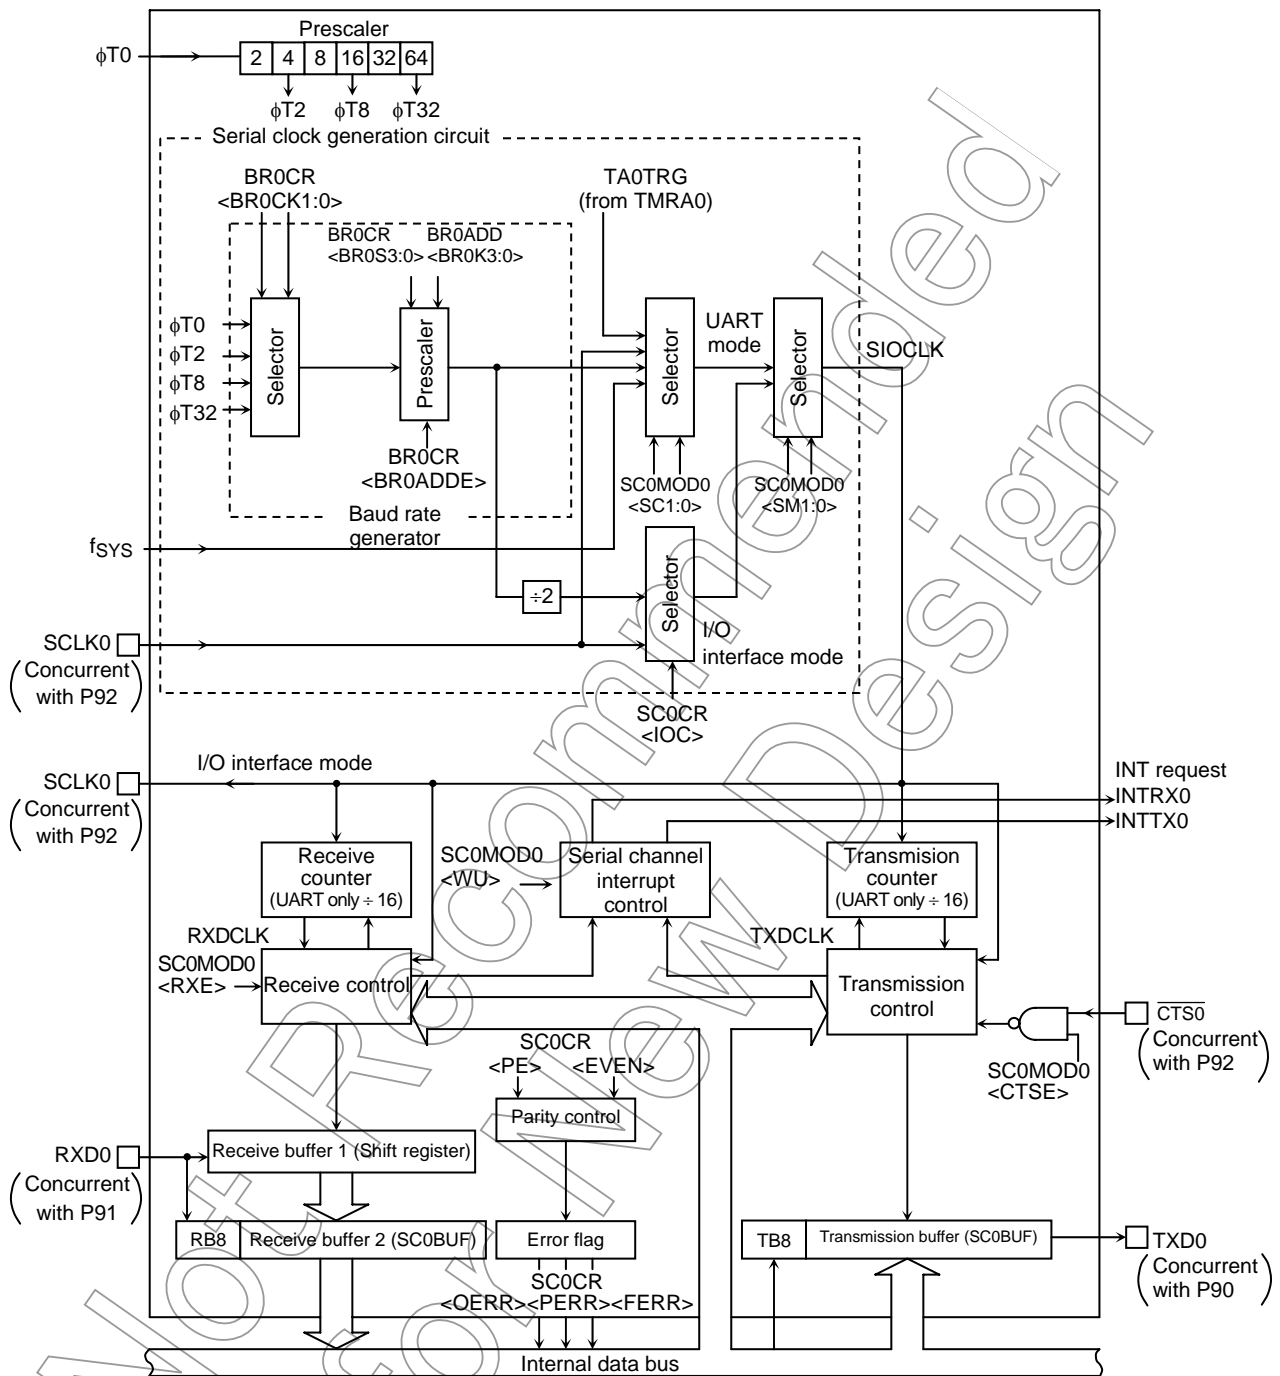 Prescaler
ϕT0
2 4 8 16 32 64
ϕT2 ϕT8 ϕT32
Serial clock generation circuit
BR0CR
<BR0CK1:0>
TA0TRG
(from TMRA0)
BR0CR
<BR0S3:0>
BR0ADD
<BR0K3:0>
ϕT0
ϕT2
ϕT8
ϕT32
Selector
Prescaler
Selector
UART
mode
Selector
SIOCLK
BR0CR
<BR0ADDE>
SC0MOD0
<SC1:0>
SC0MOD0
<SM1:0>
Baud rate
generator
fSYS
÷2
Selector
I/O
interface mode
SCLK0
(Concurrent
with P92)
SC0CR
<IOC>
I/O interface mode
SCLK0
(Concurrent
with P92)
INT request
INTRX0
INTTX0
Receive
counter
(UART only ÷ 16)
SC0MOD0
<WU>
Serial channel
interrupt
control
Transmision
counter
(UART only ÷ 16)
RXDCLK
TXDCLK
SC0MOD0
<RXE>
Receive control
Transmission
control
CTS0
(Concurrent
with P92)
SC0MOD0
<CTSE>
SC0CR
<PE> <EVEN>
Parity control
RXD0
(Concurrent
with P91)
Receive buffer 1 (Shift register)
RB8
Receive buffer 2 (SC0BUF)
Error flag
TB8
Transmission buffer (SC0BUF)
TXD0
(Concurrent
with P90)
SC0CR
<OERR><PERR><FERR>
Internal data bus
Not Recommended
for New Design